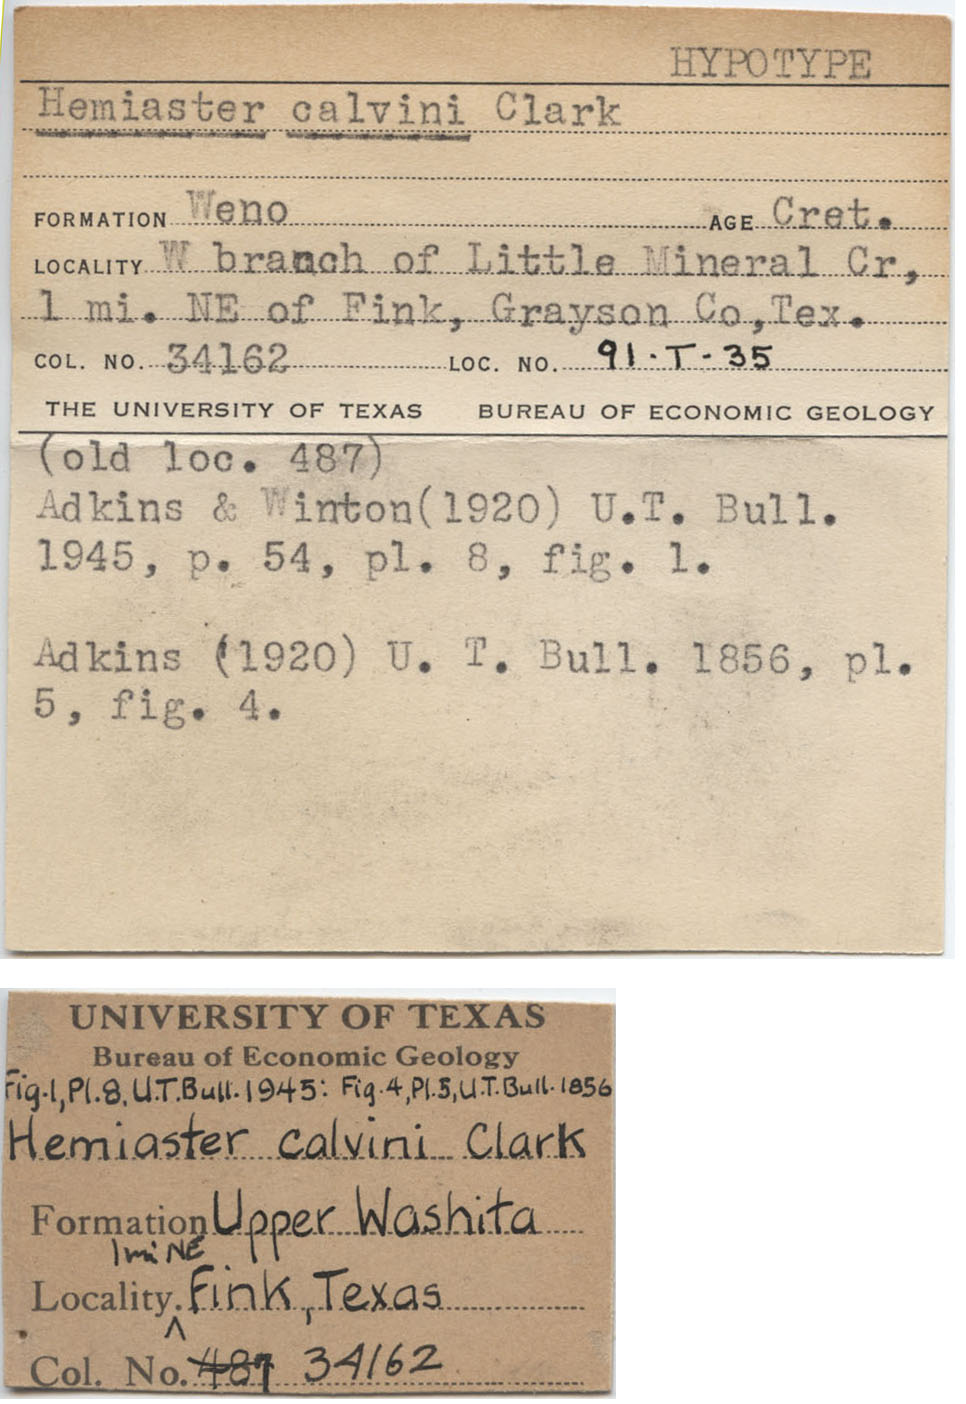 HYPOTYPE
Hemiaster calvini Clark
FORMATION Weno AGE Cret.
LOCALITY W branch of Little Mineral Cr,
1 mi. NE of Fink, Grayson Co,Tex.
COL. NO. 34162 LOC. NO. 91-T-35
THE UNIVERSITY OF TEXAS BUREAU OF ECONOMIC GEOLOGY
(old loc. 487)
Adkins & Winton(1920) U.T. Bull.
1945, p. 54, pl. 8, fig. 1.
Adkins (1920) U. T. Bull. 1856, pl.
5, fig. 4.
UNIVERSITY OF TEXAS
Bureau of Economic Geology
Fig.1,Pl.8,U.T.Bull.1945: Fig.4,Pl.5,U.T.Bull.1856
Hemiaster calvini Clark
Formation Upper Washita
1mi NE
Locality. Fink, Texas
Col. No. 487 34162